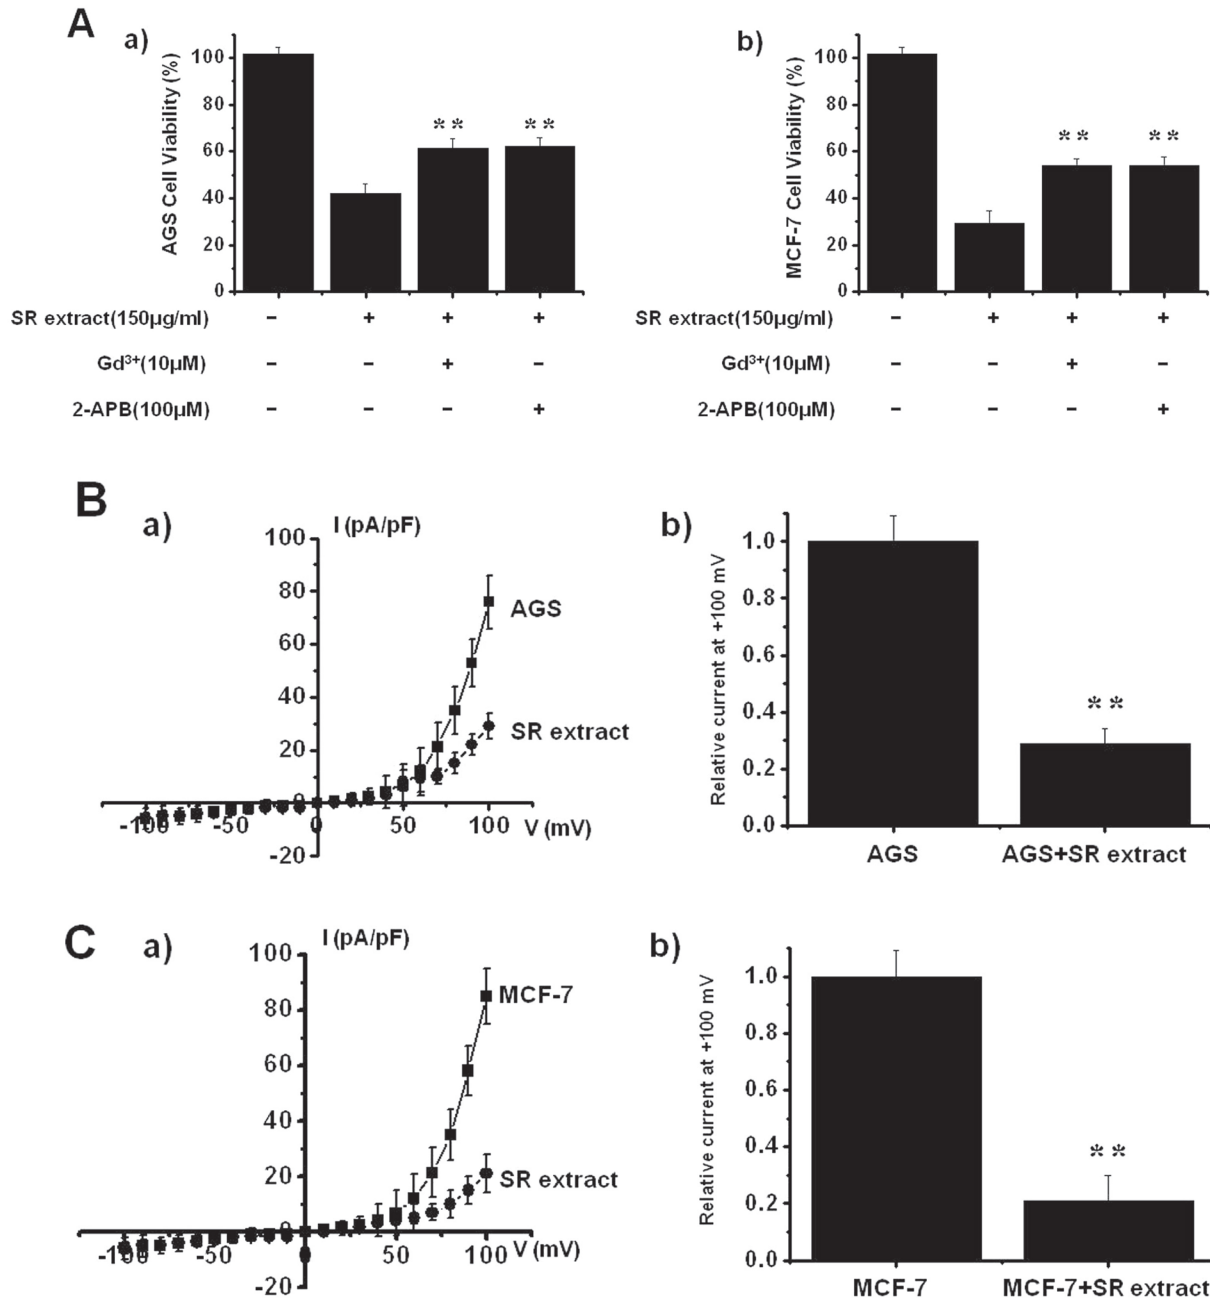 A
a)
AGS Cell Viability (%)
100
80
60
40
20
0
** **
SR extract(150μg/ml) − + + +
Gd³⁺(10μM) − − + −
2-APB(100μM) − − − +
b)
MCF-7 Cell Viability (%)
100
80
60
40
20
0
** **
SR extract(150μg/ml) − + + +
Gd³⁺(10μM) − − + −
2-APB(100μM) − − − +
B
a)
I (pA/pF)
100
80
60
40
20
0
-20
-100 -50 0 50 100
V (mV)
AGS
SR extract
b)
Relative current at +100 mV
1.0
0.8
0.6
0.4
0.2
0.0
**
AGS AGS+SR extract
C
a)
I (pA/pF)
100
80
60
40
20
0
-20
-100 -50 0 50 100
V (mV)
MCF-7
SR extract
b)
Relative current at +100 mV
1.0
0.8
0.6
0.4
0.2
0.0
**
MCF-7 MCF-7+SR extract